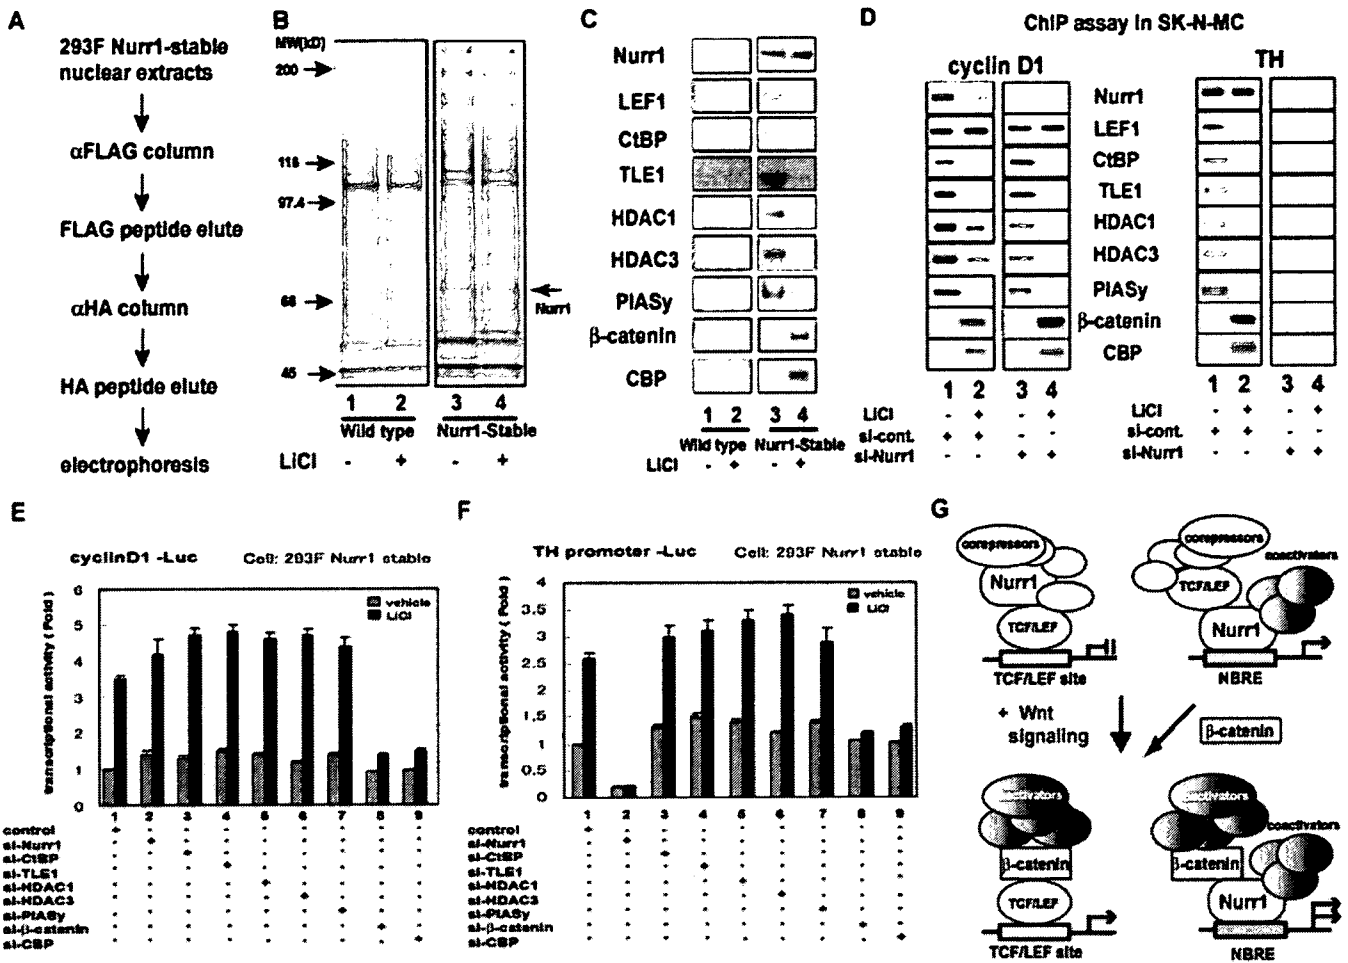 A
293F Nurr1-stable
nuclear extracts
αFLAG column
FLAG peptide elute
αHA column
HA peptide elute
electrophoresis
B
MW(kD)
200
116
97.4
68
45
Nurr1
1 2 3 4
Wild type Nurr1-Stable
LiCl - + - +
C
Nurr1
LEF1
CtBP
TLE1
HDAC1
HDAC3
PIASy
β-catenin
CBP
1 2 3 4
Wild type Nurr1-Stable
LiCl - + - +
D
ChIP assay in SK-N-MC
cyclin D1 TH
Nurr1
LEF1
CtBP
TLE1
HDAC1
HDAC3
PIASy
β-catenin
CBP
1 2 3 4 1 2 3 4
LiCl - + - + LiCl - + - +
si-cont. + + - - si-cont. + + - -
si-Nurr1 - - + + si-Nurr1 - - + +
E
cyclinD1 -Luc Cell: 293F Nurr1 stable
transcriptional activity ( Fold )
6
5
4
3
2
1
0
vehicle
LiCl
1 2 3 4 5 6 7 8 9
control + - - - - - - - -
si-Nurr1 - + - - - - - - -
si-CtBP - - + - - - - - -
si-TLE1 - - - + - - - - -
si-HDAC1 - - - - + - - - -
si-HDAC3 - - - - - + - - -
si-PIASy - - - - - - + - -
si-β-catenin - - - - - - - + -
si-CBP - - - - - - - - +
F
TH promoter -Luc Cell: 293F Nurr1 stable
transcriptional activity ( Fold )
4
3.5
3
2.5
2
1.5
1
0.5
0
vehicle
LiCl
1 2 3 4 5 6 7 8 9
control + - - - - - - - -
si-Nurr1 - + - - - - - - -
si-CtBP - - + - - - - - -
si-TLE1 - - - + - - - - -
si-HDAC1 - - - - + - - - -
si-HDAC3 - - - - - + - - -
si-PIASy - - - - - - + - -
si-β-catenin - - - - - - - + -
si-CBP - - - - - - - - +
G
corepressors
Nurr1
TCF/LEF
TCF/LEF site
corepressors
coactivators
TCF/LEF
Nurr1
NBRE
+ Wnt
signaling
β-catenin
coactivators
β-catenin
TCF/LEF
TCF/LEF site
coactivators
coactivators
β-catenin
Nurr1
NBRE